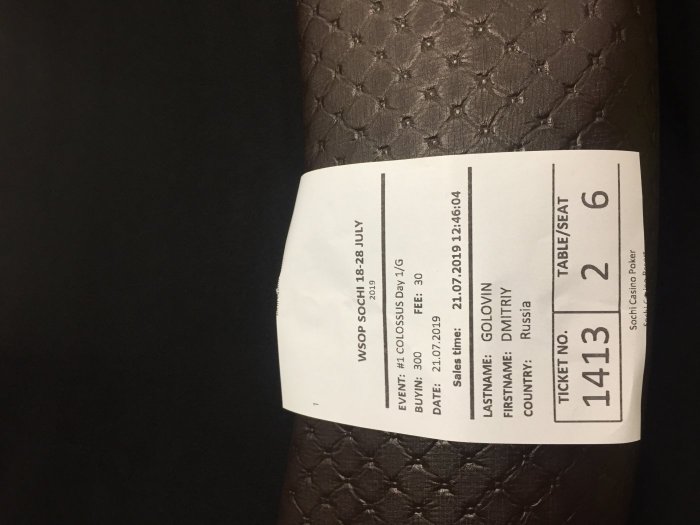 WSOP SOCHI 18-28 JULY
2019
EVENT: #1 COLOSSUS Day 1/G
BUYIN: 300 FEE: 30
DATE: 21.07.2019
Sales time: 21.07.2019 12:46:04
LASTNAME: GOLOVIN
FIRSTNAME: DMITRIY
COUNTRY: Russia
TICKET NO. TABLE/SEAT
1413 2 6
Sochi Casino Poker